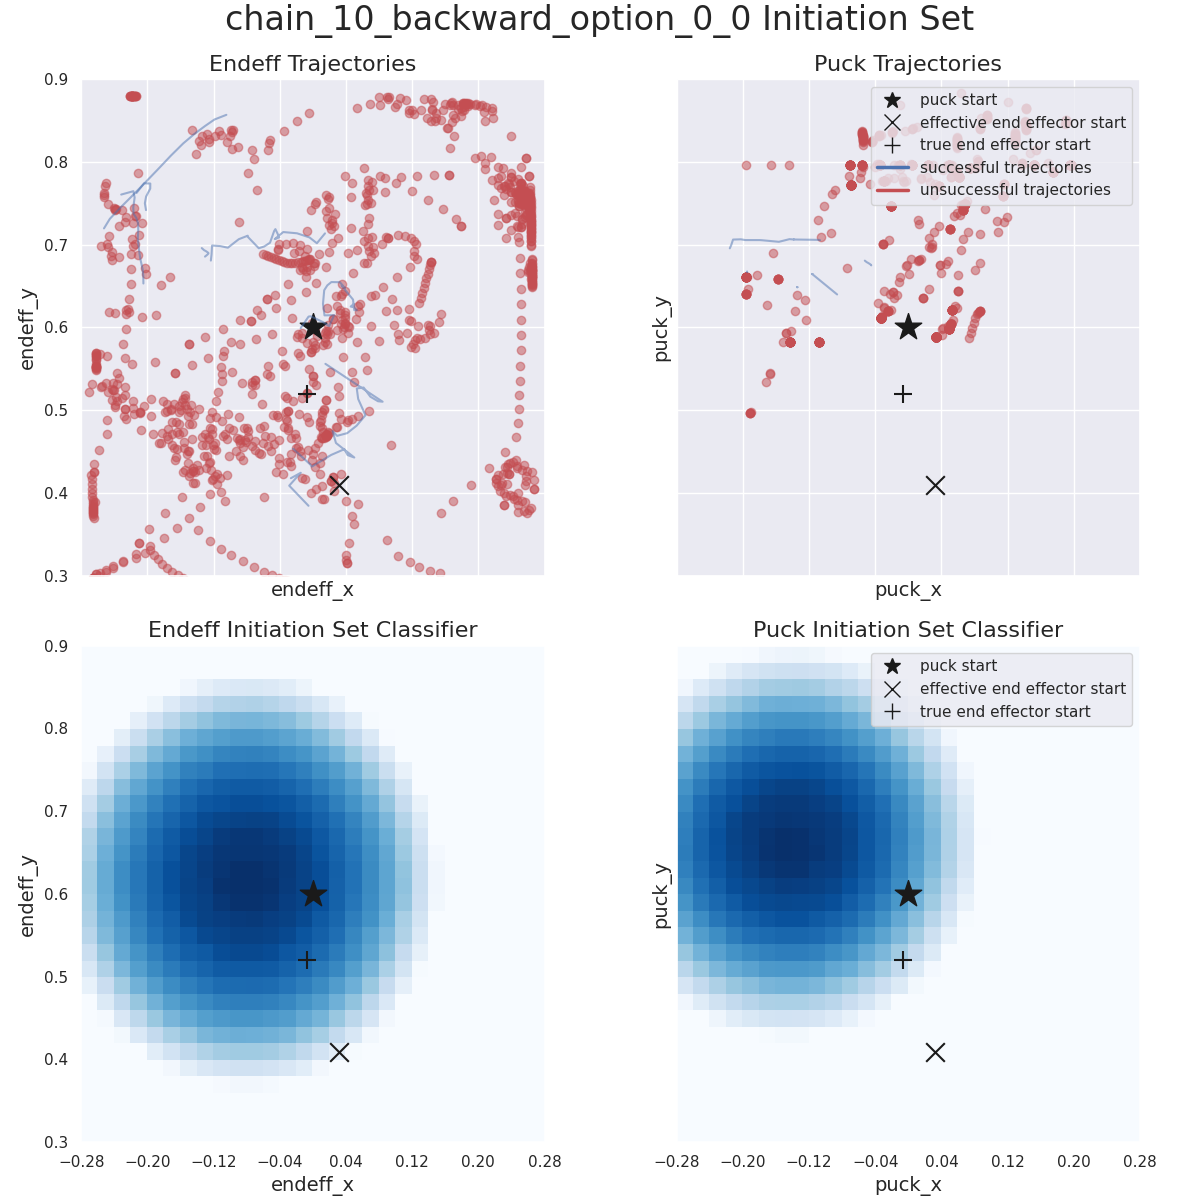 chain_10_backward_option_0_0 Initiation Set
Endeff Trajectories
Puck Trajectories
0.9
0.8
0.7
0.6
0.5
0.4
0.3
endeff_y
endeff_x
puck start
effective end effector start
true end effector start
successful trajectories
unsuccessful trajectories
puck_y
puck_x
Endeff Initiation Set Classifier
Puck Initiation Set Classifier
0.9
0.8
0.7
0.6
0.5
0.4
0.3
endeff_y
−0.28 −0.20 −0.12 −0.04 0.04 0.12 0.20 0.28
endeff_x
puck start
effective end effector start
true end effector start
puck_y
−0.28 −0.20 −0.12 −0.04 0.04 0.12 0.20 0.28
puck_x